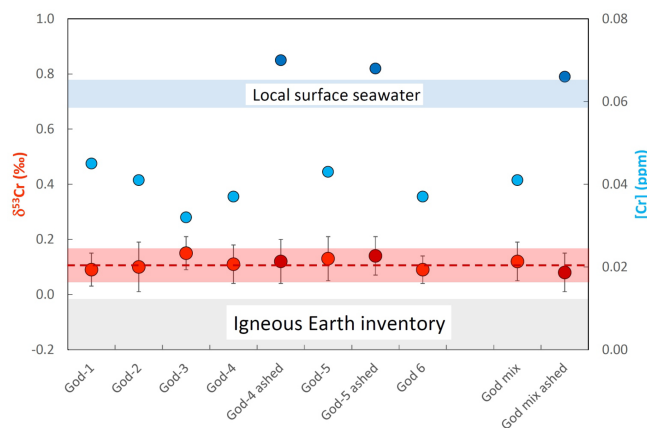 1.0
0.8
0.6
0.4
0.2
0.0
-0.2
δ53Cr (‰)
0.08
0.06
0.04
0.02
0.00
[Cr] (ppm)
Local surface seawater
Igneous Earth inventory
God-1
God-2
God-3
God-4
God-4 ashed
God-5
God-5 ashed
God 6
God mix
God mix ashed